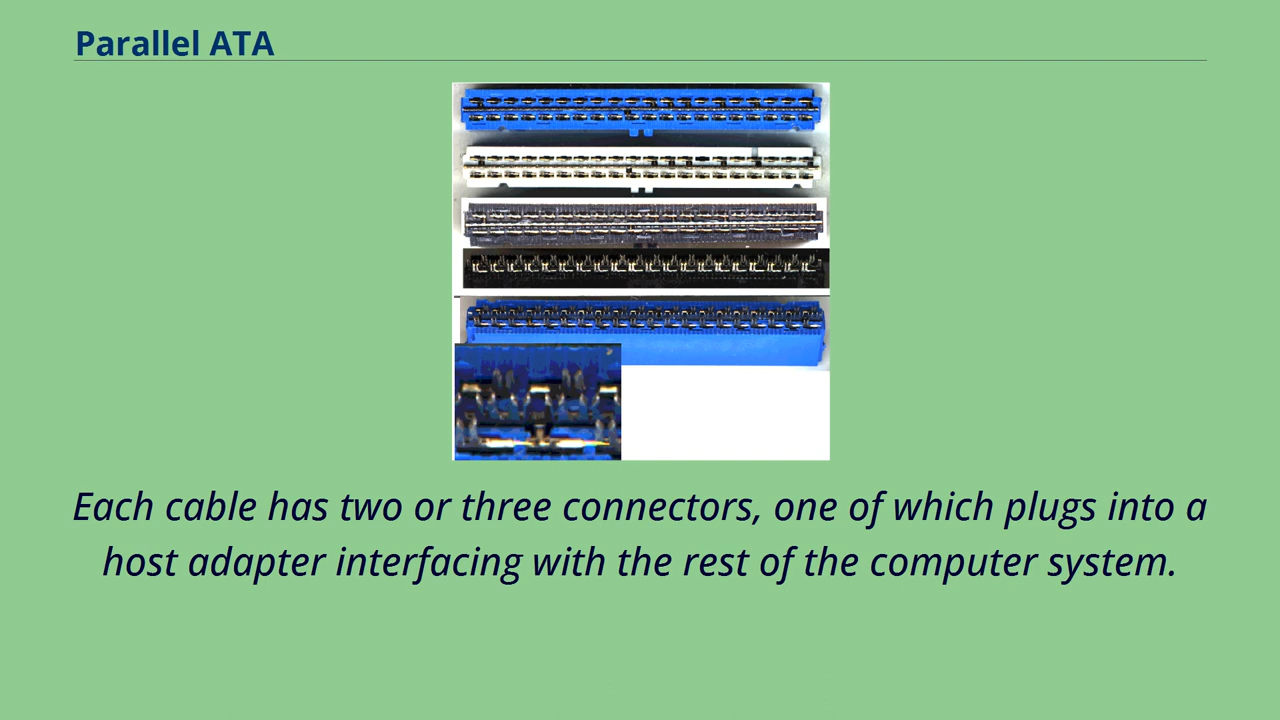 Parallel ATA
Each cable has two or three connectors, one of which plugs into a
host adapter interfacing with the rest of the computer system.